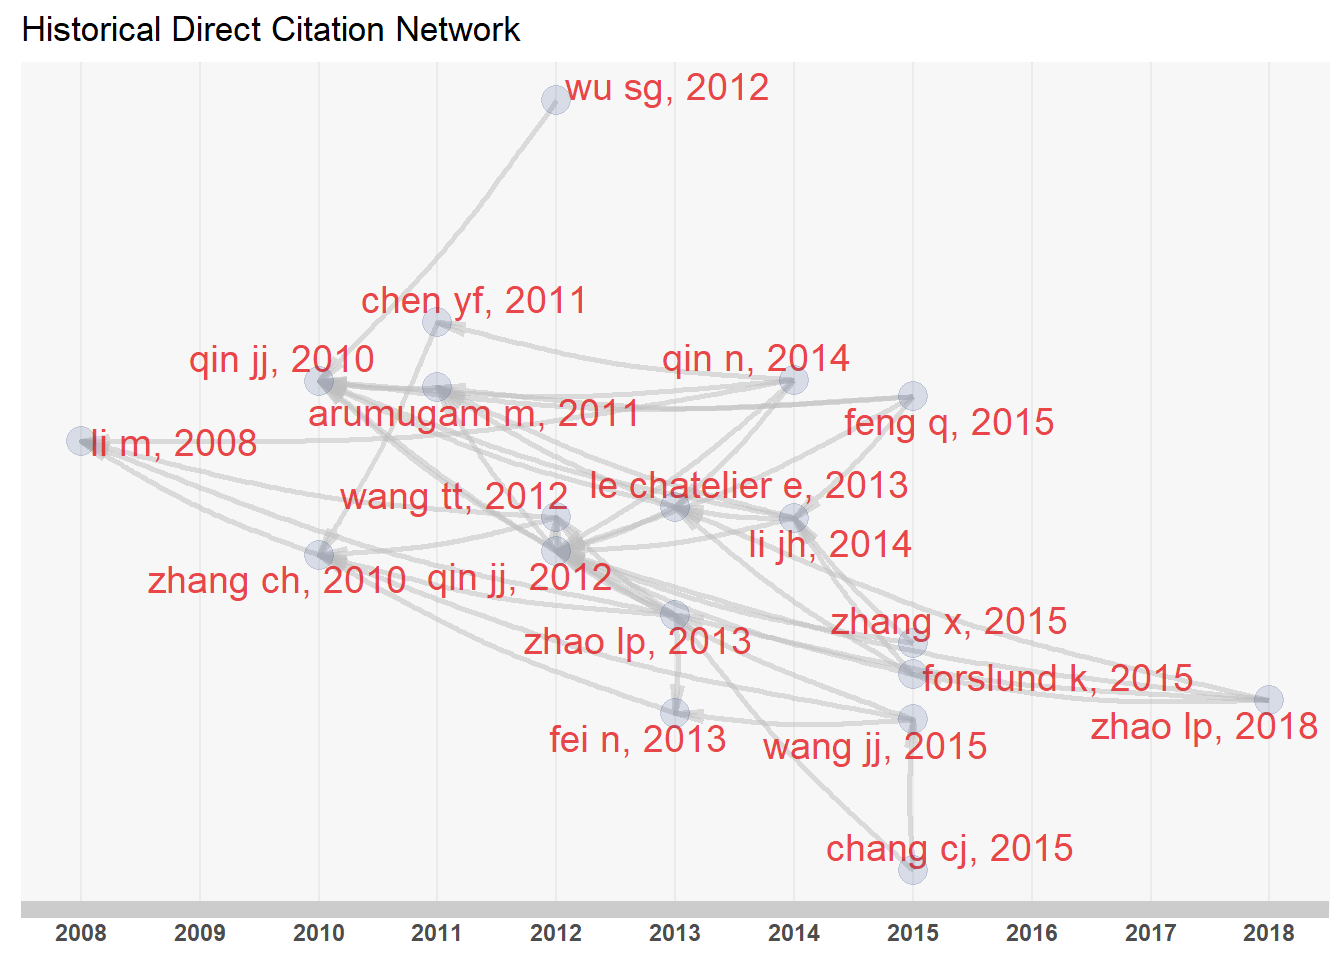 Historical Direct Citation Network
wu sg, 2012
chen yf, 2011
qin jj, 2010
qin n, 2014
arumugam m, 2011
feng q, 2015
li m, 2008
wang tt, 2012
le chatelier e, 2013
li jh, 2014
zhang ch, 2010
qin jj, 2012
zhao lp, 2013
zhang x, 2015
forslund k, 2015
zhao lp, 2018
fei n, 2013
wang jj, 2015
chang cj, 2015
2008 2009 2010 2011 2012 2013 2014 2015 2016 2017 2018